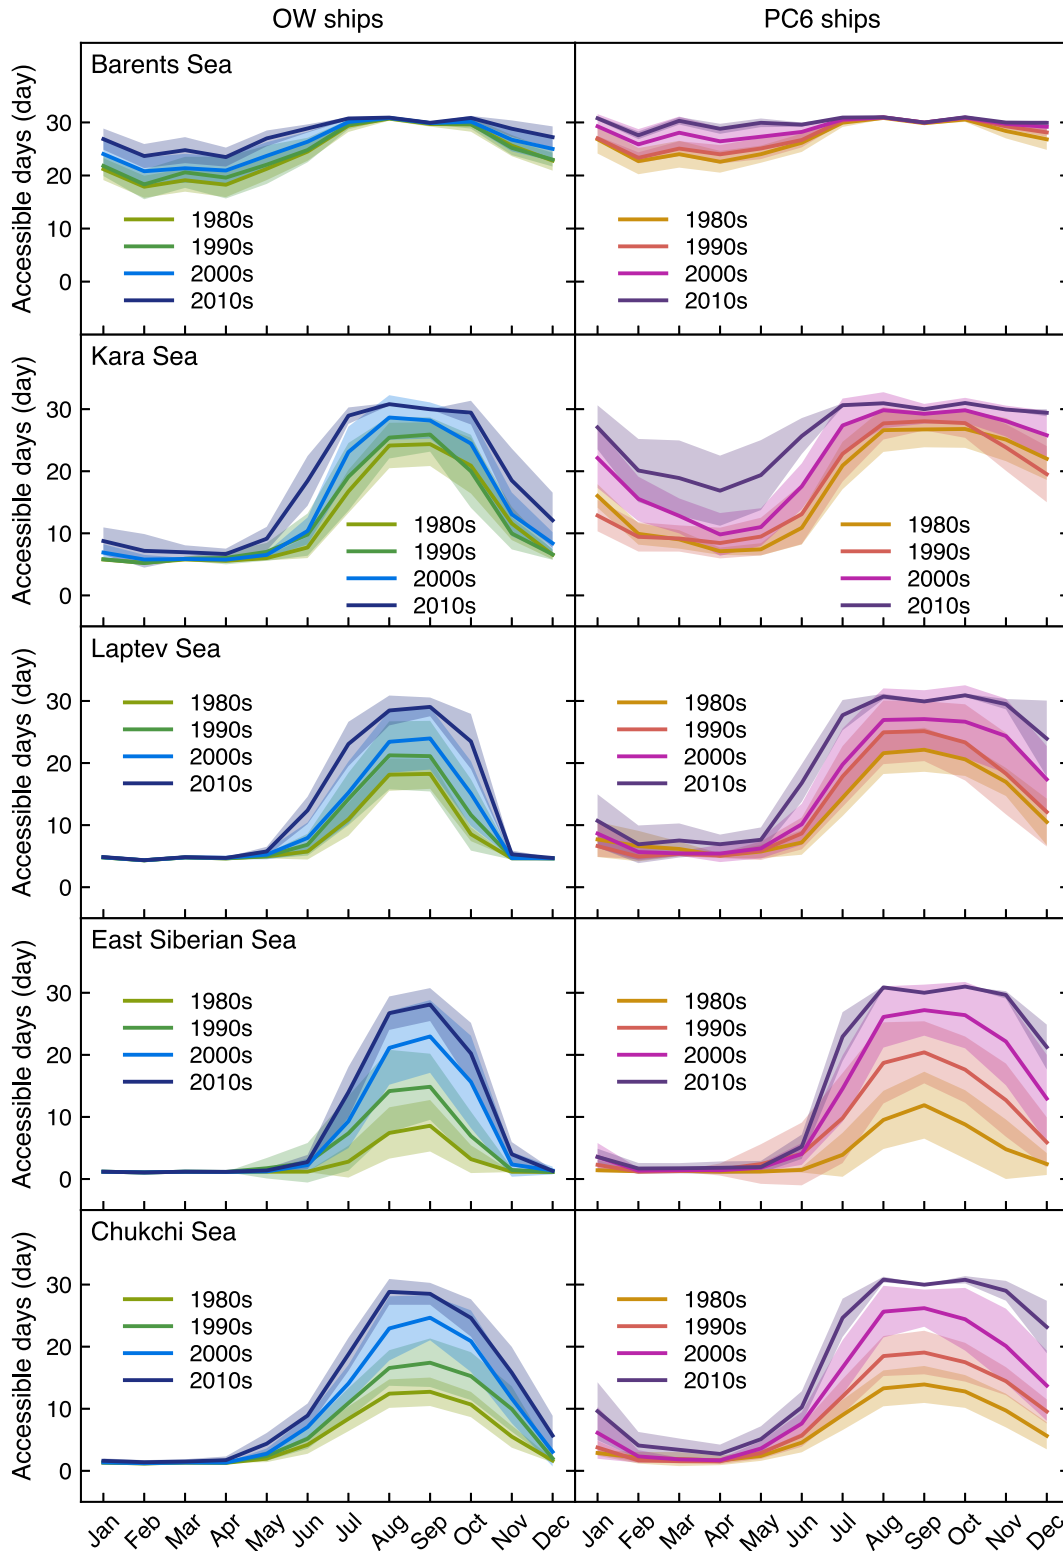 OW ships
PC6 ships
Barents Sea
Accessible days (day)
30
20
10
0
1980s
1990s
2000s
2010s
1980s
1990s
2000s
2010s
Kara Sea
Accessible days (day)
30
20
10
0
1980s
1990s
2000s
2010s
1980s
1990s
2000s
2010s
Laptev Sea
Accessible days (day)
30
20
10
0
1980s
1990s
2000s
2010s
1980s
1990s
2000s
2010s
East Siberian Sea
Accessible days (day)
30
20
10
0
1980s
1990s
2000s
2010s
1980s
1990s
2000s
2010s
Chukchi Sea
Accessible days (day)
30
20
10
0
1980s
1990s
2000s
2010s
1980s
1990s
2000s
2010s
Jan Feb Mar Apr May Jun Jul Aug Sep Oct Nov Dec
Jan Feb Mar Apr May Jun Jul Aug Sep Oct Nov Dec